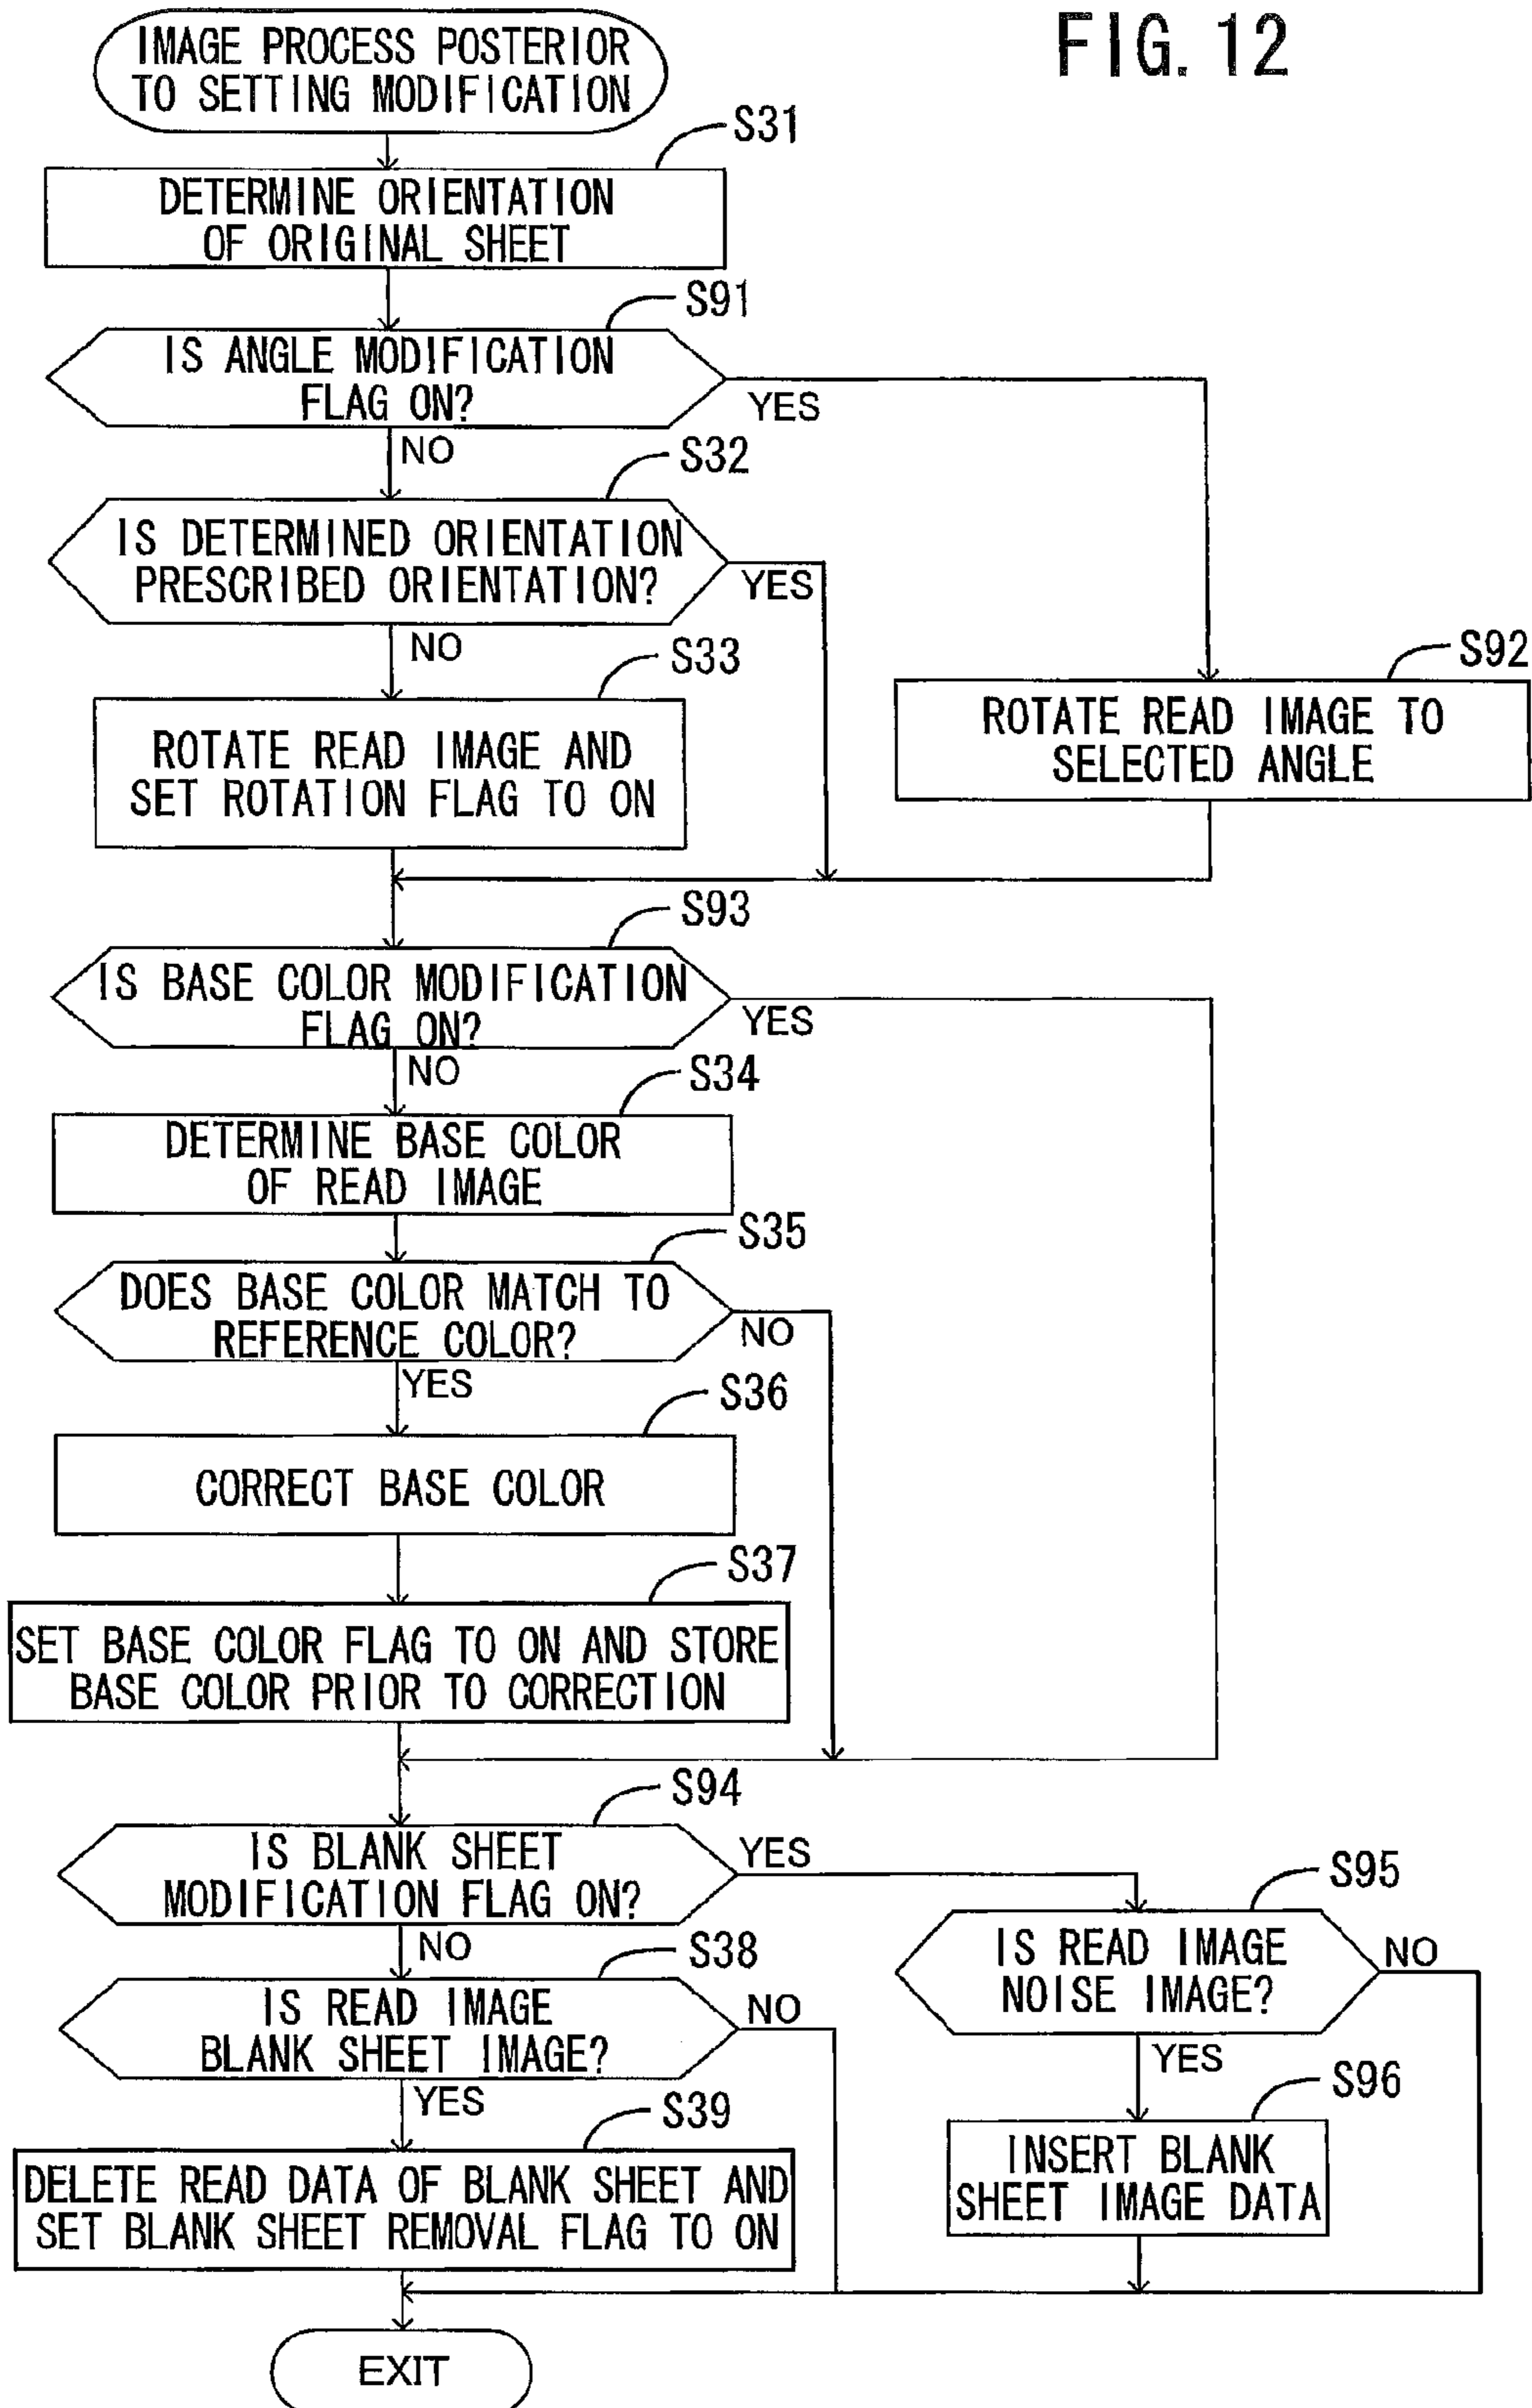 FIG. 12
IMAGE PROCESS POSTERIOR
TO SETTING MODIFICATION
S31
DETERMINE ORIENTATION
OF ORIGINAL SHEET
S91
IS ANGLE MODIFICATION
FLAG ON?
YES
NO
S32
IS DETERMINED ORIENTATION
PRESCRIBED ORIENTATION?
YES
NO
S33
ROTATE READ IMAGE AND
SET ROTATION FLAG TO ON
S92
ROTATE READ IMAGE TO
SELECTED ANGLE
S93
IS BASE COLOR MODIFICATION
FLAG ON?
YES
NO
S34
DETERMINE BASE COLOR
OF READ IMAGE
S35
DOES BASE COLOR MATCH TO
REFERENCE COLOR?
NO
YES
S36
CORRECT BASE COLOR
S37
SET BASE COLOR FLAG TO ON AND STORE
BASE COLOR PRIOR TO CORRECTION
S94
IS BLANK SHEET
MODIFICATION FLAG ON?
YES
NO
S95
IS READ IMAGE
NOISE IMAGE?
NO
YES
S38
IS READ IMAGE
BLANK SHEET IMAGE?
NO
YES
S96
INSERT BLANK
SHEET IMAGE DATA
S39
DELETE READ DATA OF BLANK SHEET AND
SET BLANK SHEET REMOVAL FLAG TO ON
EXIT